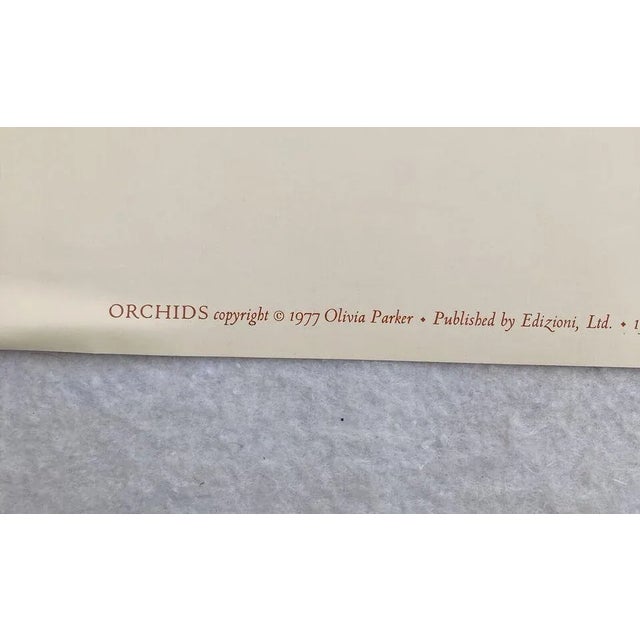 ORCHIDS copyright © 1977 Olivia Parker • Published by Edizioni, Ltd. •